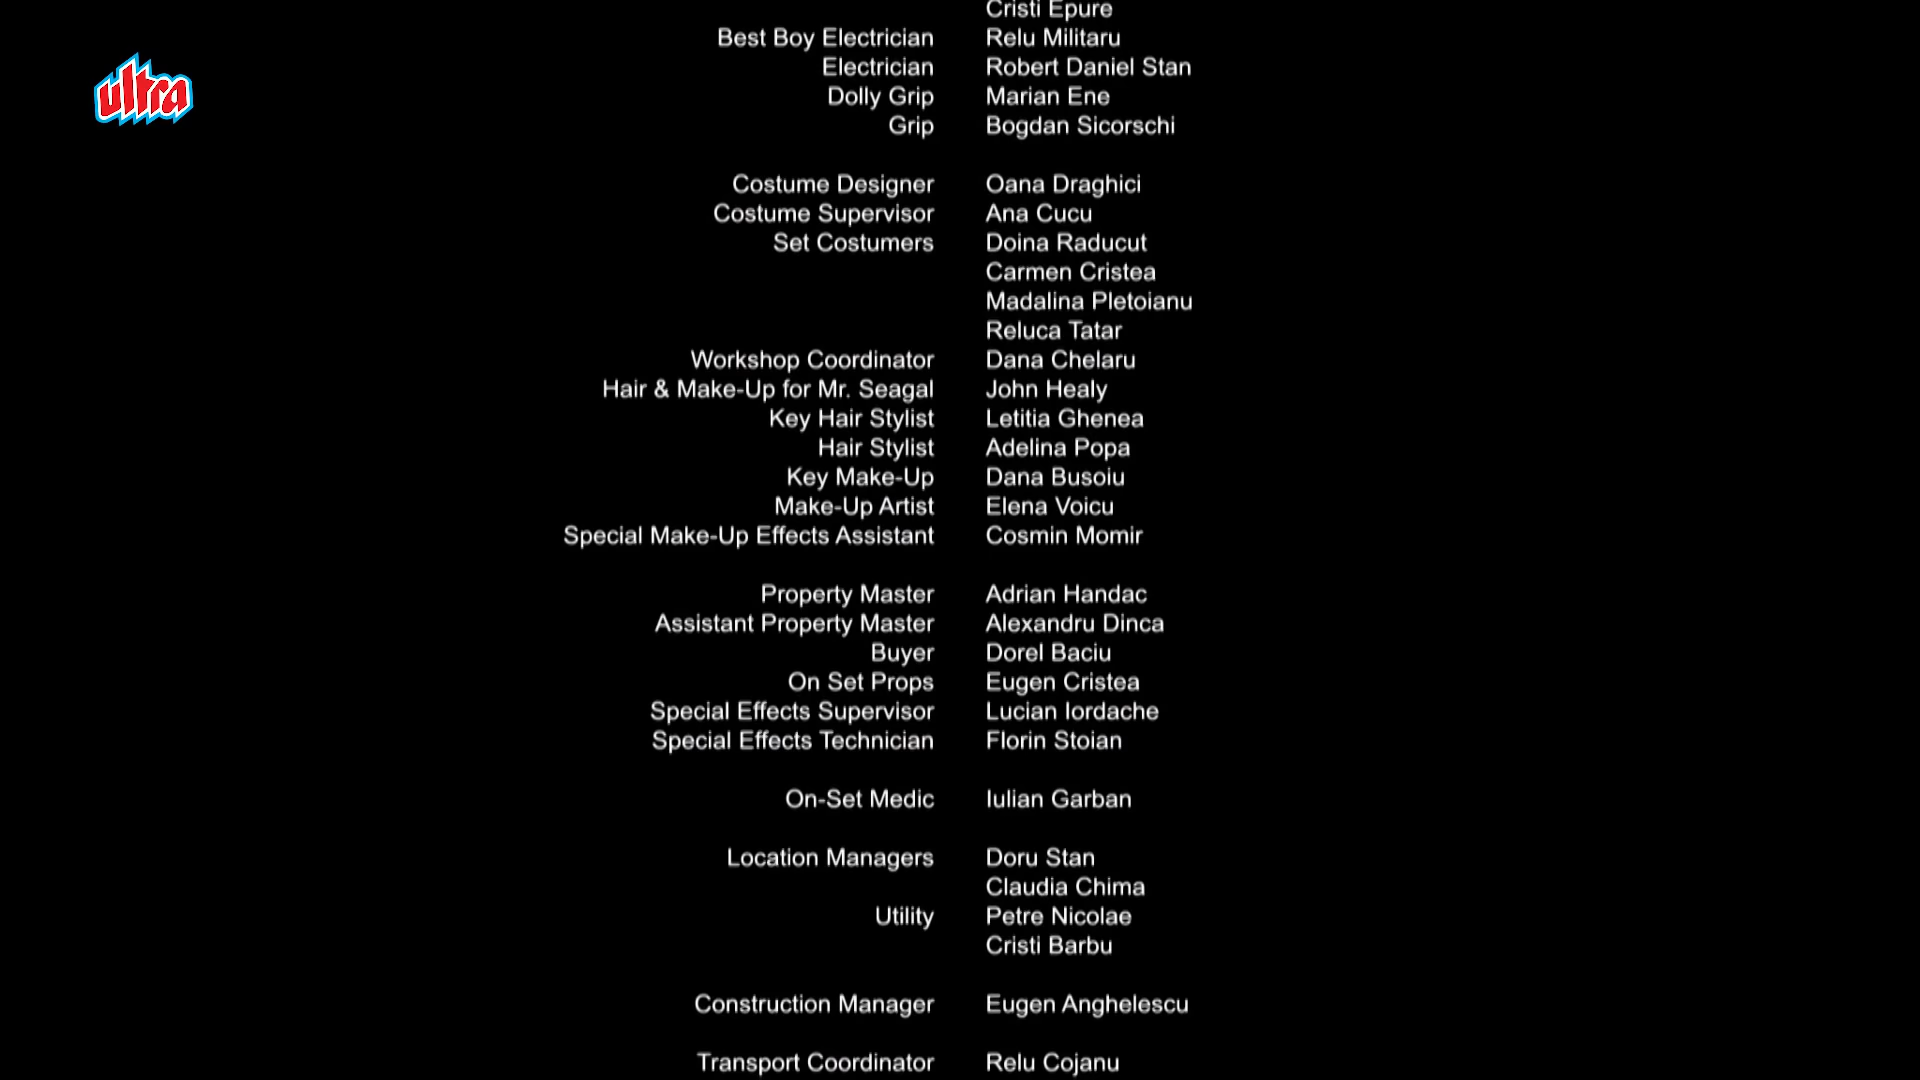 ultra
Cristi Epure
Best Boy Electrician Relu Militaru
Electrician Robert Daniel Stan
Dolly Grip Marian Ene
Grip Bogdan Sicorschi
Costume Designer Oana Draghici
Costume Supervisor Ana Cucu
Set Costumers Doina Raducut
Carmen Cristea
Madalina Pletoianu
Reluca Tatar
Workshop Coordinator Dana Chelaru
Hair & Make-Up for Mr. Seagal John Healy
Key Hair Stylist Letitia Ghenea
Hair Stylist Adelina Popa
Key Make-Up Dana Busoiu
Make-Up Artist Elena Voicu
Special Make-Up Effects Assistant Cosmin Momir
Property Master Adrian Handac
Assistant Property Master Alexandru Dinca
Buyer Dorel Baciu
On Set Props Eugen Cristea
Special Effects Supervisor Lucian Iordache
Special Effects Technician Florin Stoian
On-Set Medic Iulian Garban
Location Managers Doru Stan
Claudia Chima
Utility Petre Nicolae
Cristi Barbu
Construction Manager Eugen Anghelescu
Transport Coordinator Relu Cojanu